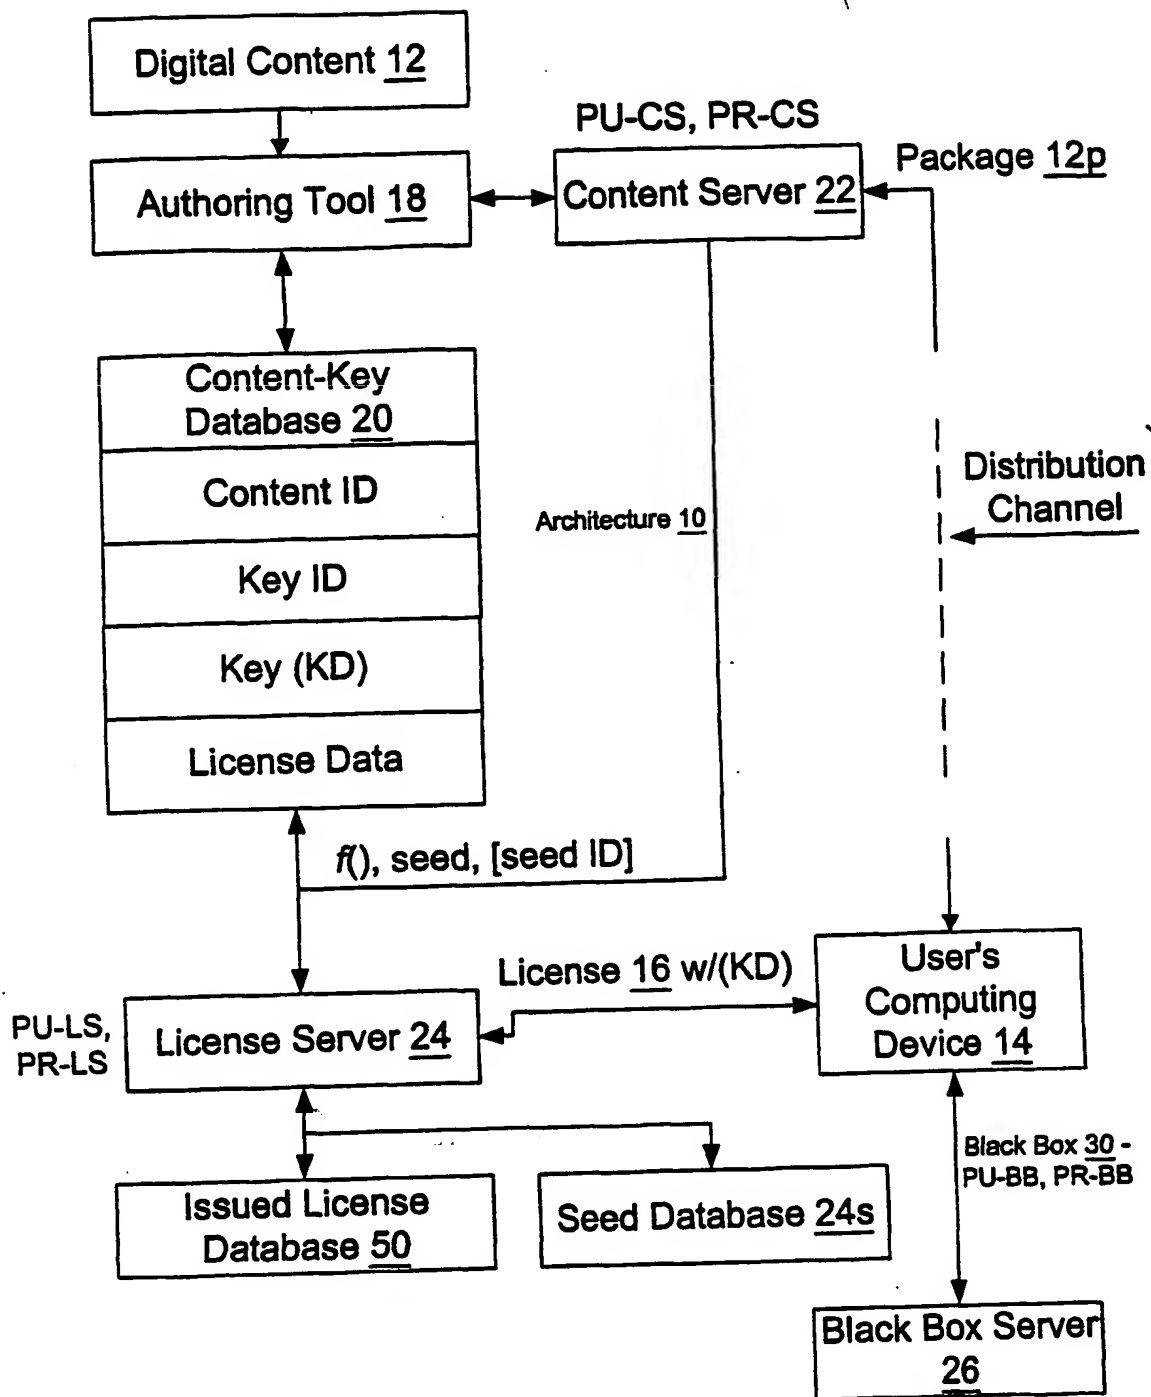 Digital Content 12
PU-CS, PR-CS
Package 12p
Authoring Tool 18
Content Server 22
Content-Key
Database 20
Content ID
Key ID
Key (KD)
License Data
Architecture 10
Distribution
Channel
f(), seed, [seed ID]
License 16 w/(KD)
User's
Computing
Device 14
PU-LS,
PR-LS
License Server 24
Black Box 30 -
PU-BB, PR-BB
Issued License
Database 50
Seed Database 24s
Black Box Server
26